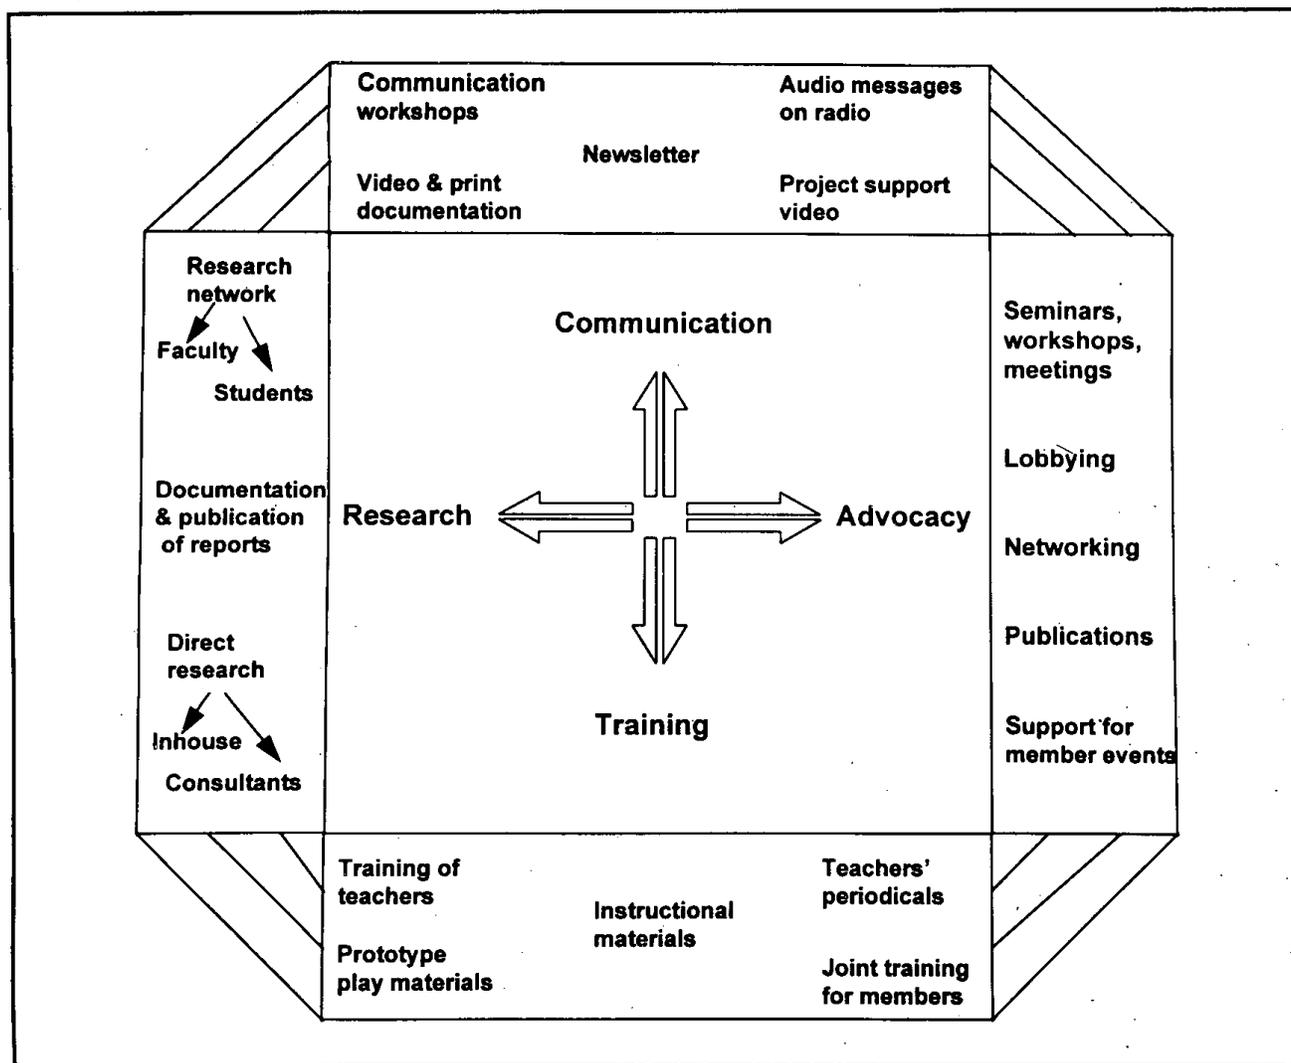 Communication
workshops
Audio messages
on radio
Newsletter
Video & print
documentation
Project support
video
Research
network
Faculty
Students
Documentation
& publication
of reports
Direct
research
Inhouse
Consultants
Communication
Research
Advocacy
Training
Seminars,
workshops,
meetings
Lobbying
Networking
Publications
Support for
member events
Training of
teachers
Prototype
play materials
Instructional
materials
Teachers'
periodicals
Joint training
for members